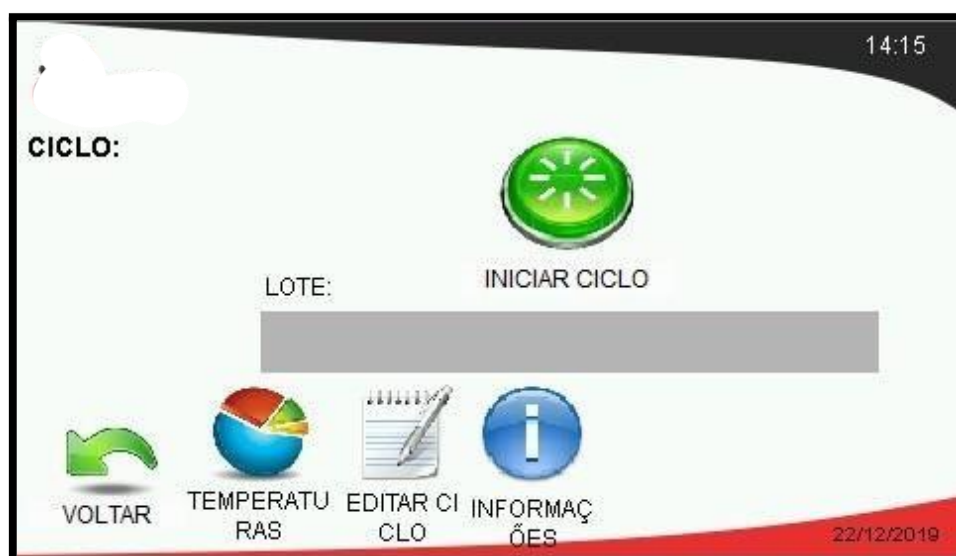 14:15
CICLO:
INICIAR CICLO
LOTE:
VOLTAR
TEMPERATU
RAS
EDITAR CI
CLO
INFORMAÇ
ÕES
22/12/2019